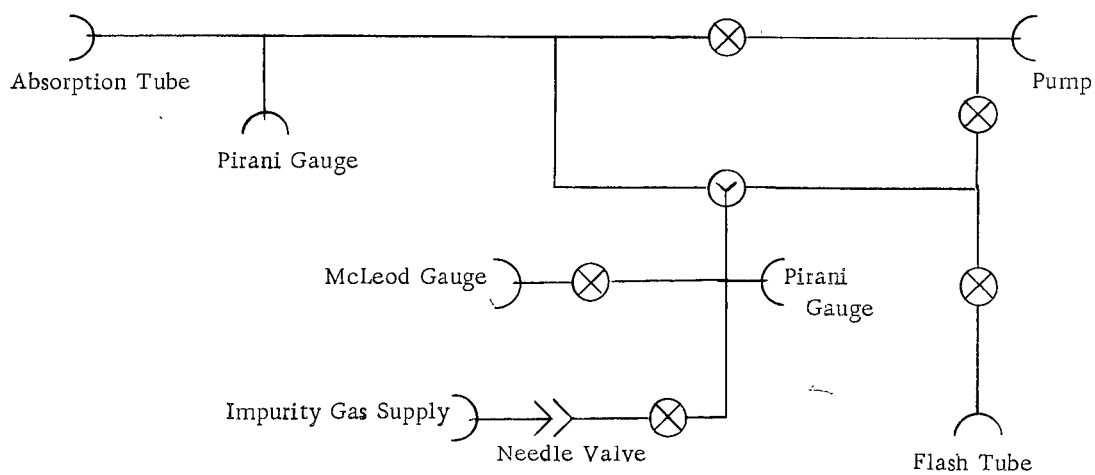 Absorption Tube
Pump
Pirani Gauge
McLeod Gauge
Pirani
Gauge
Impurity Gas Supply
Needle Valve
Flash Tube